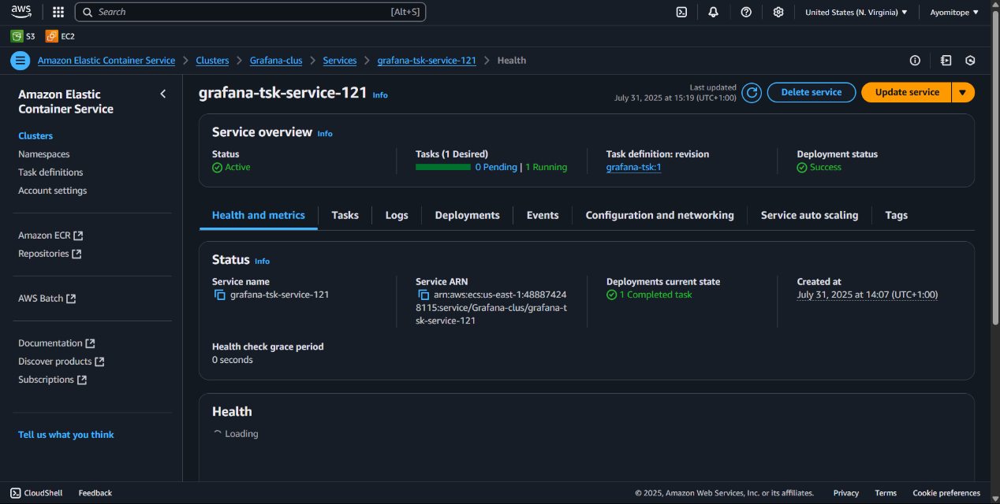 aws
Search [Alt+S]
United States (N. Virginia)
Ayomitope
S3
EC2
Amazon Elastic Container Service
Clusters
Grafana-clus
Services
grafana-tsk-service-121
Health
Amazon Elastic
Container Service
Clusters
Namespaces
Task definitions
Account settings
Amazon ECR
Repositories
AWS Batch
Documentation
Discover products
Subscriptions
Tell us what you think
grafana-tsk-service-121 Info
Last updated
July 31, 2025 at 15:19 (UTC+1:00)
Delete service
Update service
Service overview Info
Status
Active
Tasks (1 Desired)
0 Pending | 1 Running
Task definition: revision
grafana-tsk:1
Deployment status
Success
Health and metrics
Tasks
Logs
Deployments
Events
Configuration and networking
Service auto scaling
Tags
Status Info
Service name
grafana-tsk-service-121
Service ARN
arn:aws:ecs:us-east-1:48887424
8115:service/Grafana-clus/grafana-t
sk-service-121
Deployments current state
1 Completed task
Created at
July 31, 2025 at 14:07 (UTC+1:00)
Health check grace period
0 seconds
Health
Loading
CloudShell
Feedback
© 2025, Amazon Web Services, Inc. or its affiliates.
Privacy
Terms
Cookie preferences